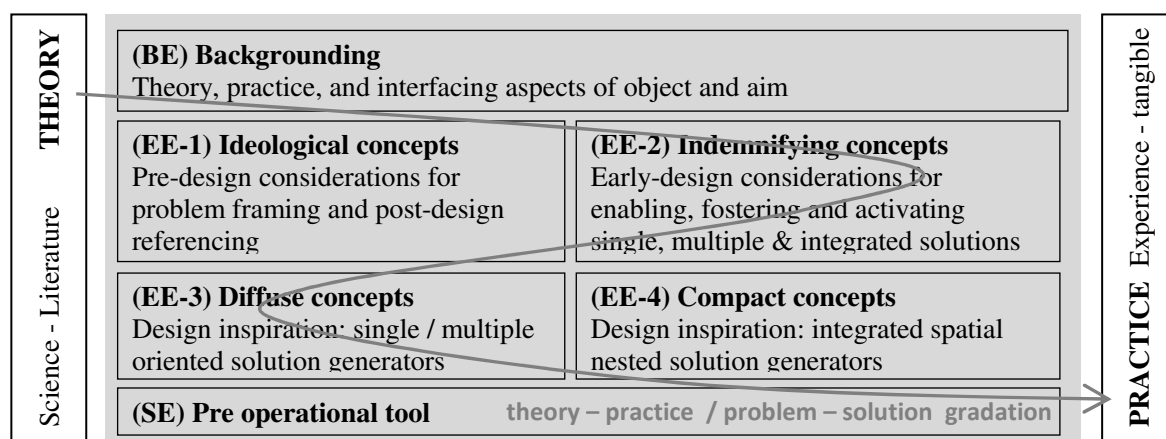 THEORY
Science - Literature
(BE) Backgrounding
Theory, practice, and interfacing aspects of object and aim
(EE-1) Ideological concepts
Pre-design considerations for
problem framing and post-design
referencing
(EE-2) Indemnifying concepts
Early-design considerations for
enabling, fostering and activating
single, multiple & integrated solutions
(EE-3) Diffuse concepts
Design inspiration: single / multiple
oriented solution generators
(EE-4) Compact concepts
Design inspiration: integrated spatial
nested solution generators
(SE) Pre operational tool
theory – practice / problem – solution gradation
PRACTICE Experience - tangible